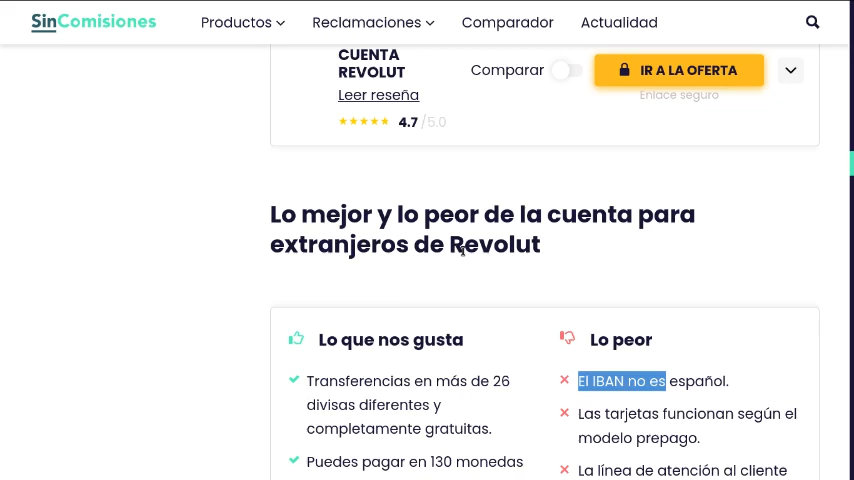 SinComisiones
Productos
Reclamaciones
Comparador
Actualidad
CUENTA
REVOLUT
Leer reseña
4.7 /5.0
Comparar
IR A LA OFERTA
Enlace seguro
Lo mejor y lo peor de la cuenta para
extranjeros de Revolut
Lo que nos gusta
Transferencias en más de 26
divisas diferentes y
completamente gratuitas.
Puedes pagar en 130 monedas
Lo peor
El IBAN no es español.
Las tarjetas funcionan según el
modelo prepago.
La línea de atención al cliente